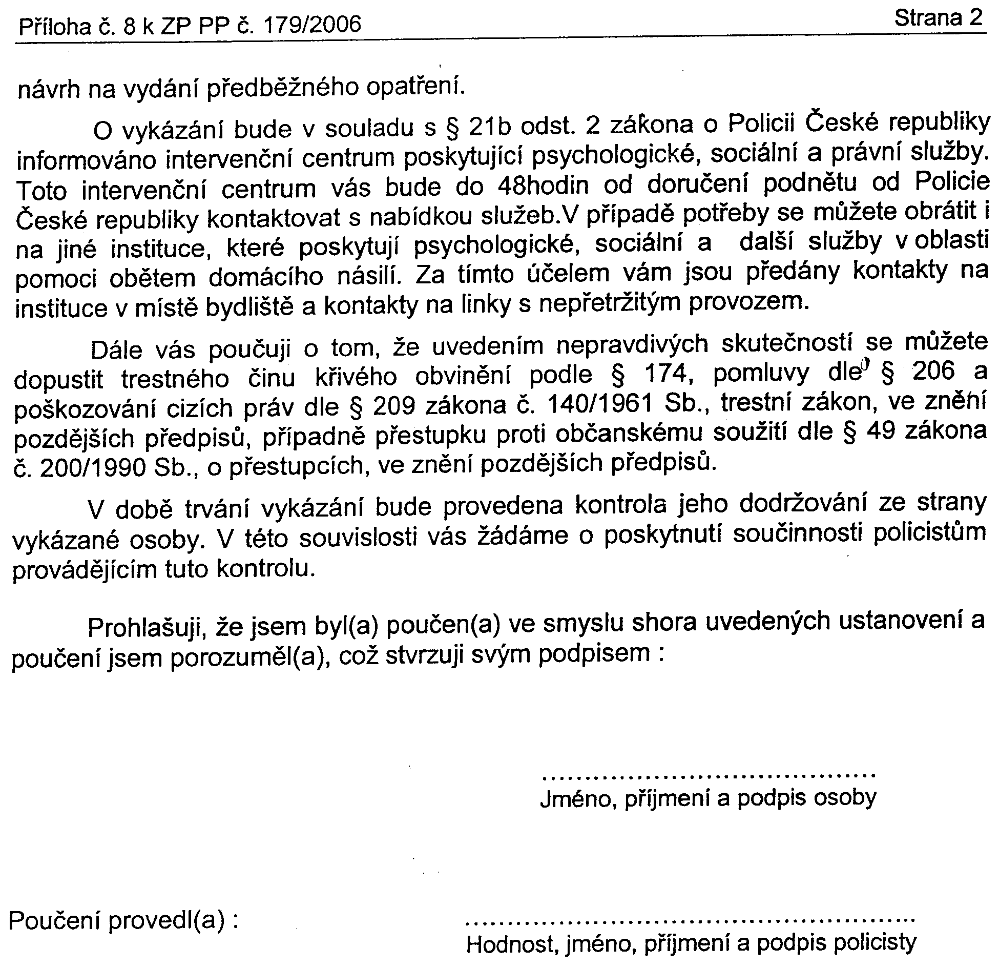 Příloha č. 8 k ZP PP č. 179/2006
Strana 2
návrh na vydání předběžného opatření.
O vykázání bude v souladu s § 21b odst. 2 zákona o Policii České republiky
informováno intervenční centrum poskytující psychologické, sociální a právní služby.
Toto intervenční centrum vás bude do 48hodin od doručení podnětu od Policie
České republiky kontaktovat s nabídkou služeb.V případě potřeby se můžete obrátit i
na jiné instituce, které poskytují psychologické, sociální a další služby v oblasti
pomoci obětem domácího násilí. Za tímto účelem vám jsou předány kontakty na
instituce v místě bydliště a kontakty na linky s nepřetržitým provozem.
Dále vás poučuji o tom, že uvedením nepravdivých skutečností se můžete
dopustit trestného činu křivého obvinění podle § 174, pomluvy dle § 206 a
poškozování cizích práv dle § 209 zákona č. 140/1961 Sb., trestní zákon, ve znění
pozdějších předpisů, případně přestupku proti občanskému soužití dle § 49 zákona
č. 200/1990 Sb., o přestupcích, ve znění pozdějších předpisů.
V době trvání vykázání bude provedena kontrola jeho dodržování ze strany
vykázané osoby. V této souvislosti vás žádáme o poskytnutí součinnosti policistům
provádějícím tuto kontrolu.
Prohlašuji, že jsem byl(a) poučen(a) ve smyslu shora uvedených ustanovení a
poučení jsem porozuměl(a), což stvrzuji svým podpisem :
.......................................
Jméno, příjmení a podpis osoby
Poučení provedl(a) :
.....................................................
Hodnost, jméno, příjmení a podpis policisty